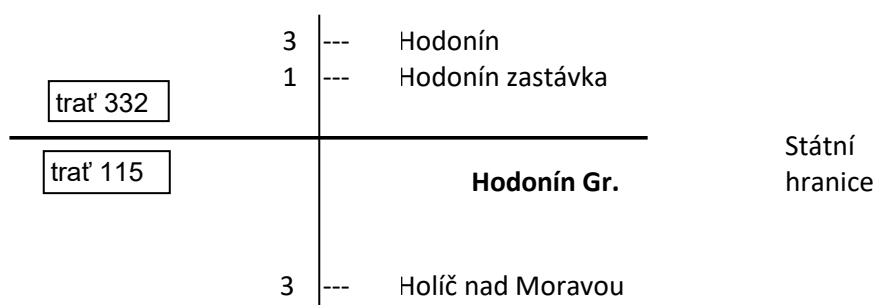 3 --- Hodonín
1 --- Hodonín zastávka
trať 332
Státní
trať 115
Hodonín Gr. hranice
3 --- Holíč nad Moravou